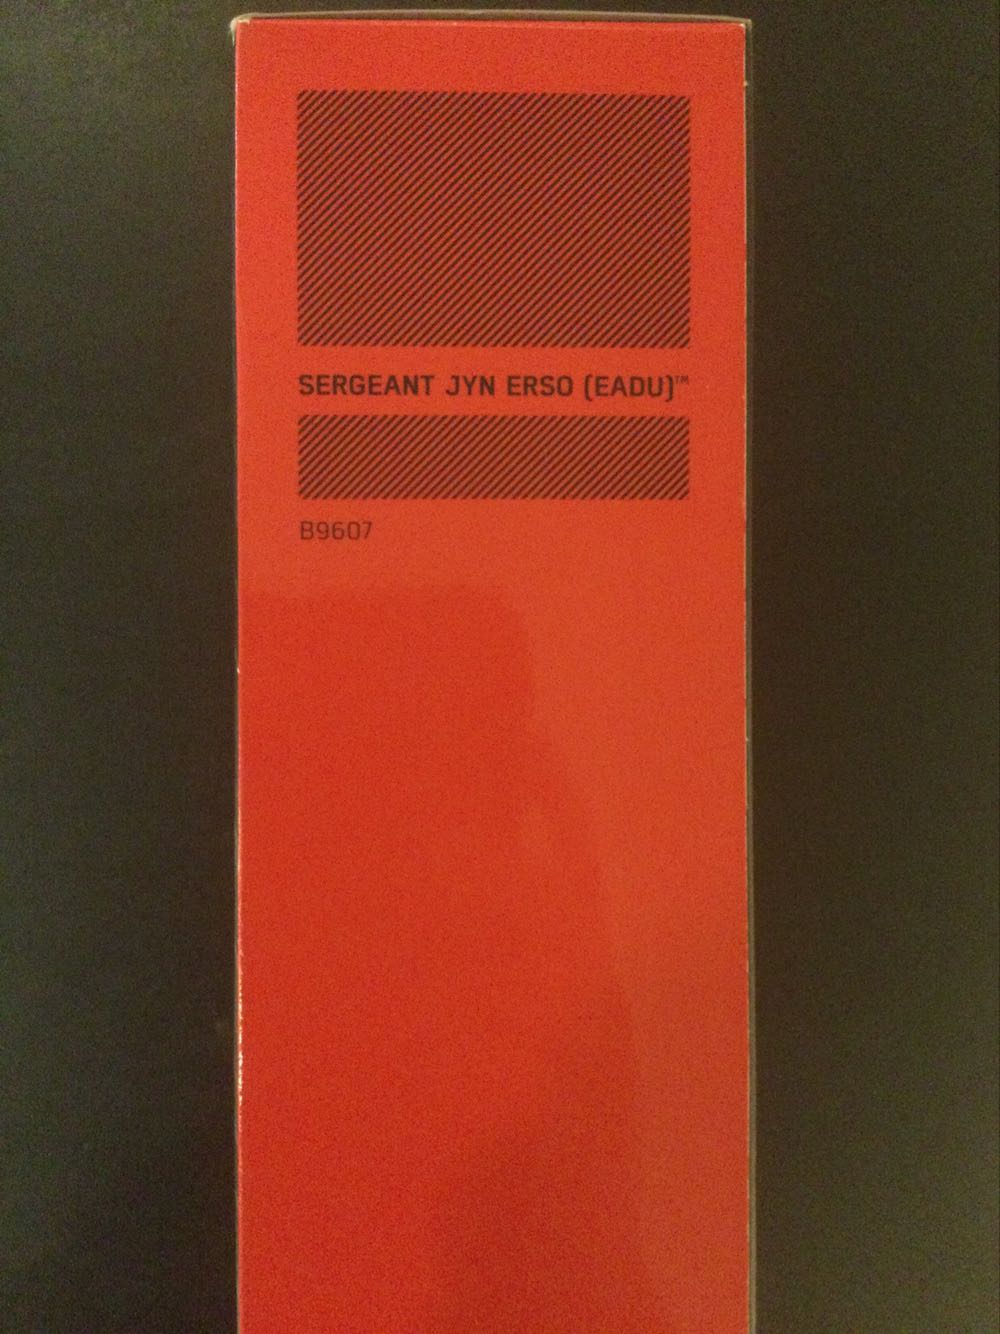 SERGEANT JYN ERSO (EADU)™
B9607